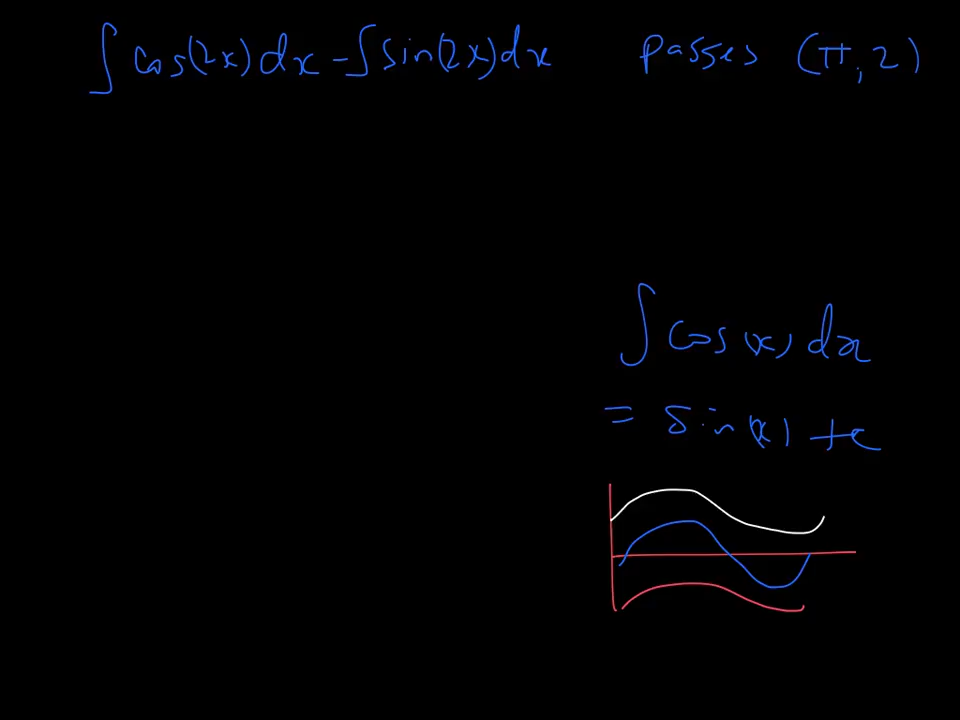 ∫cos(2x)dx - ∫sin(2x)dx passes (π, 2)
∫cos(x) dx
= sin(x) + c